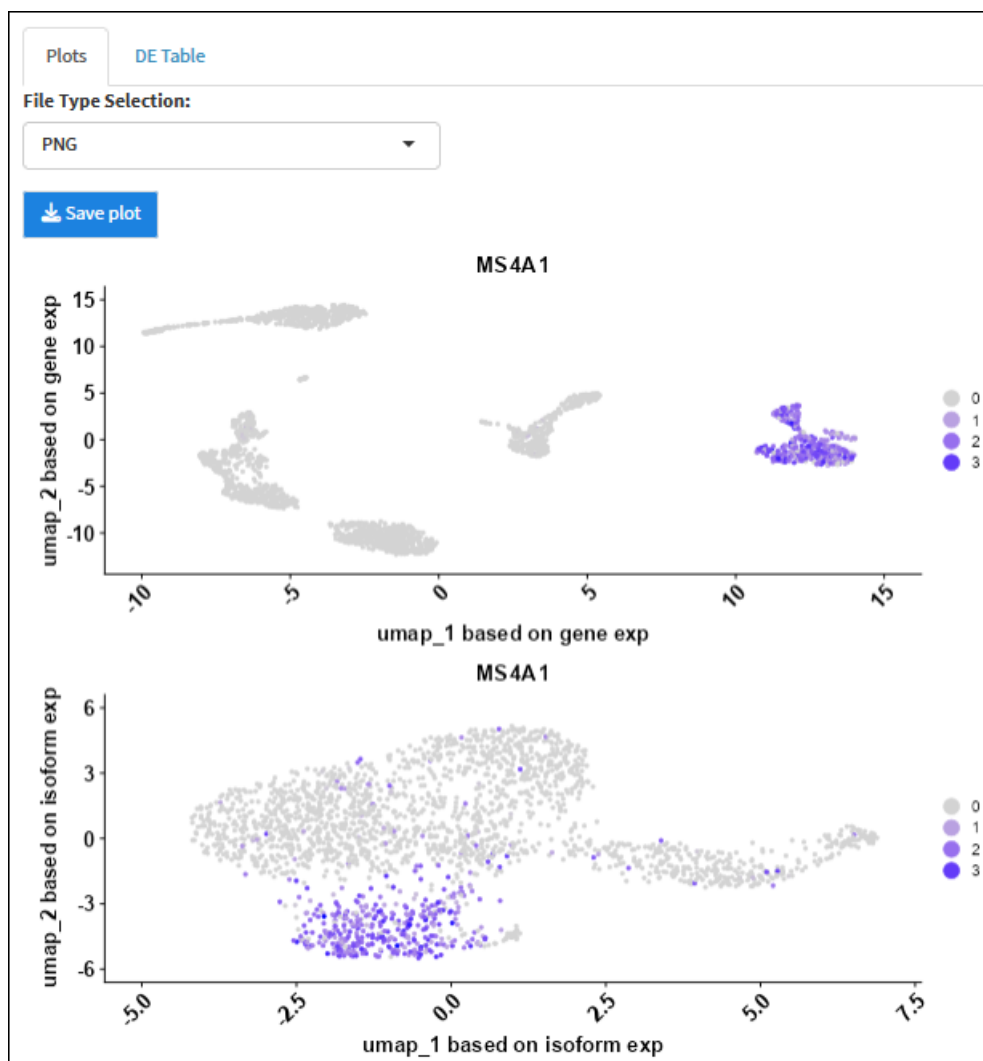 Plots DE Table
File Type Selection:
PNG
Save plot
MS4A1
umap_2 based on gene exp
15
10
5
0
-5
-10
-10 -5 0 5 10 15
umap_1 based on gene exp
0
1
2
3
MS4A1
umap_2 based on isoform exp
6
3
0
-3
-6
-5.0 -2.5 0.0 2.5 5.0 7.5
umap_1 based on isoform exp
0
1
2
3